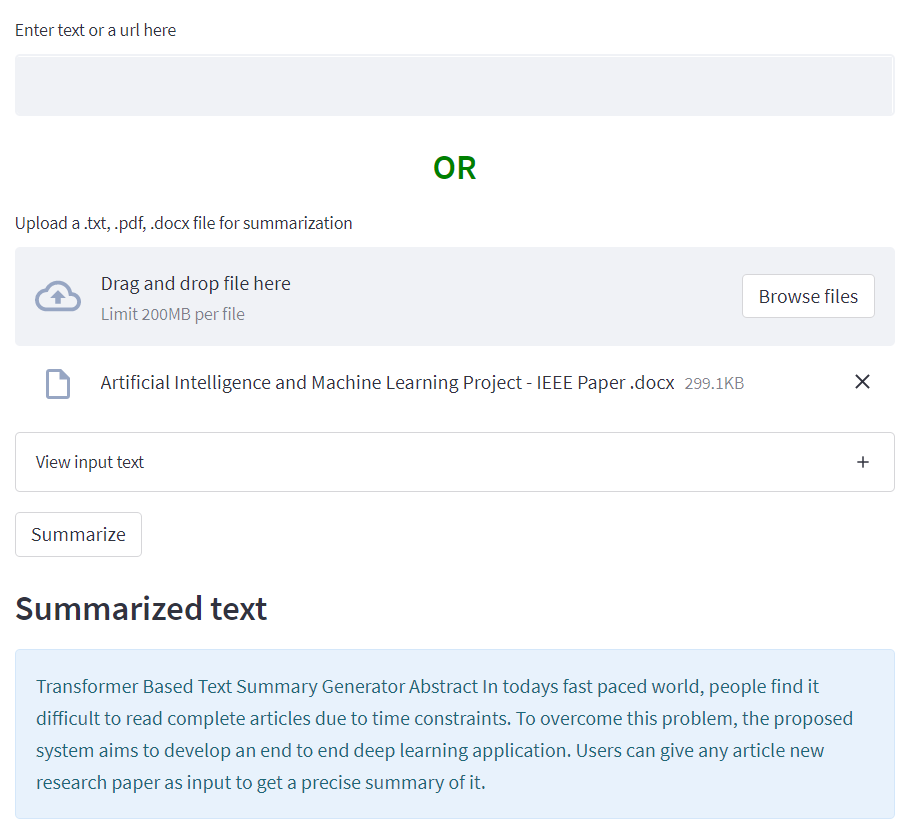 Enter text or a url here
OR
Upload a .txt, .pdf, .docx file for summarization
Drag and drop file here
Limit 200MB per file
Browse files
Artificial Intelligence and Machine Learning Project - IEEE Paper .docx 299.1KB
View input text
Summarize
Summarized text
Transformer Based Text Summary Generator Abstract In todays fast paced world, people find it
difficult to read complete articles due to time constraints. To overcome this problem, the proposed
system aims to develop an end to end deep learning application. Users can give any article new
research paper as input to get a precise summary of it.